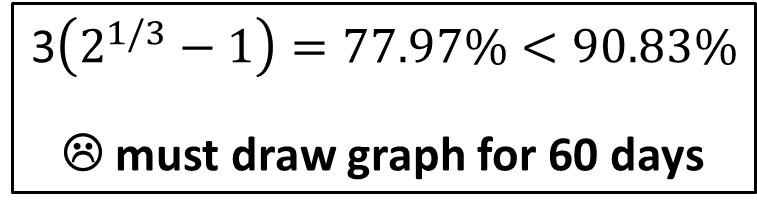 3(2^{1/3} − 1) = 77.97% < 90.83%
☹ must draw graph for 60 days